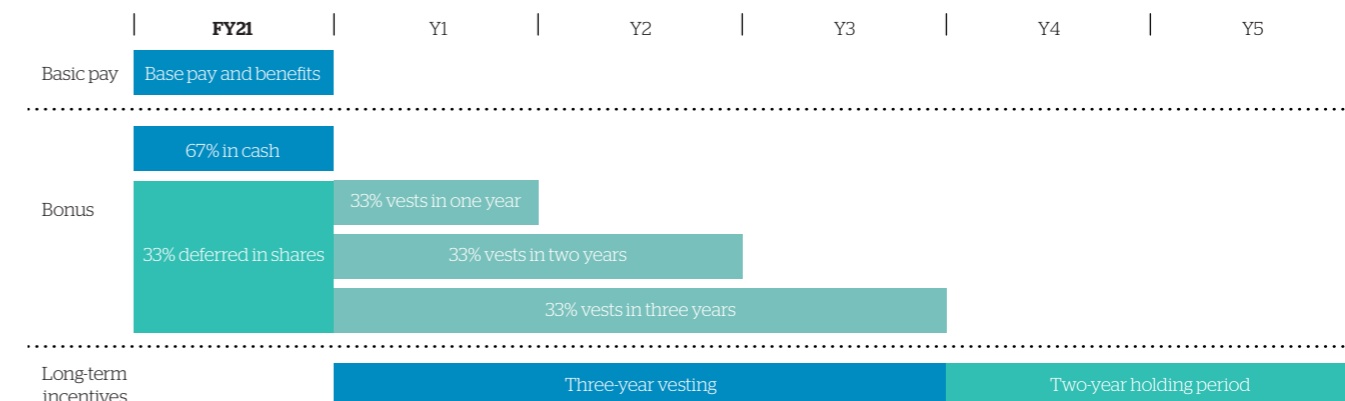 FY21 Y1 Y2 Y3 Y4 Y5
Basic pay Base pay and benefits
67% in cash
Bonus
33% deferred in shares
33% vests in one year
33% vests in two years
33% vests in three years
Long-term
incentives
Three-year vesting
Two-year holding period